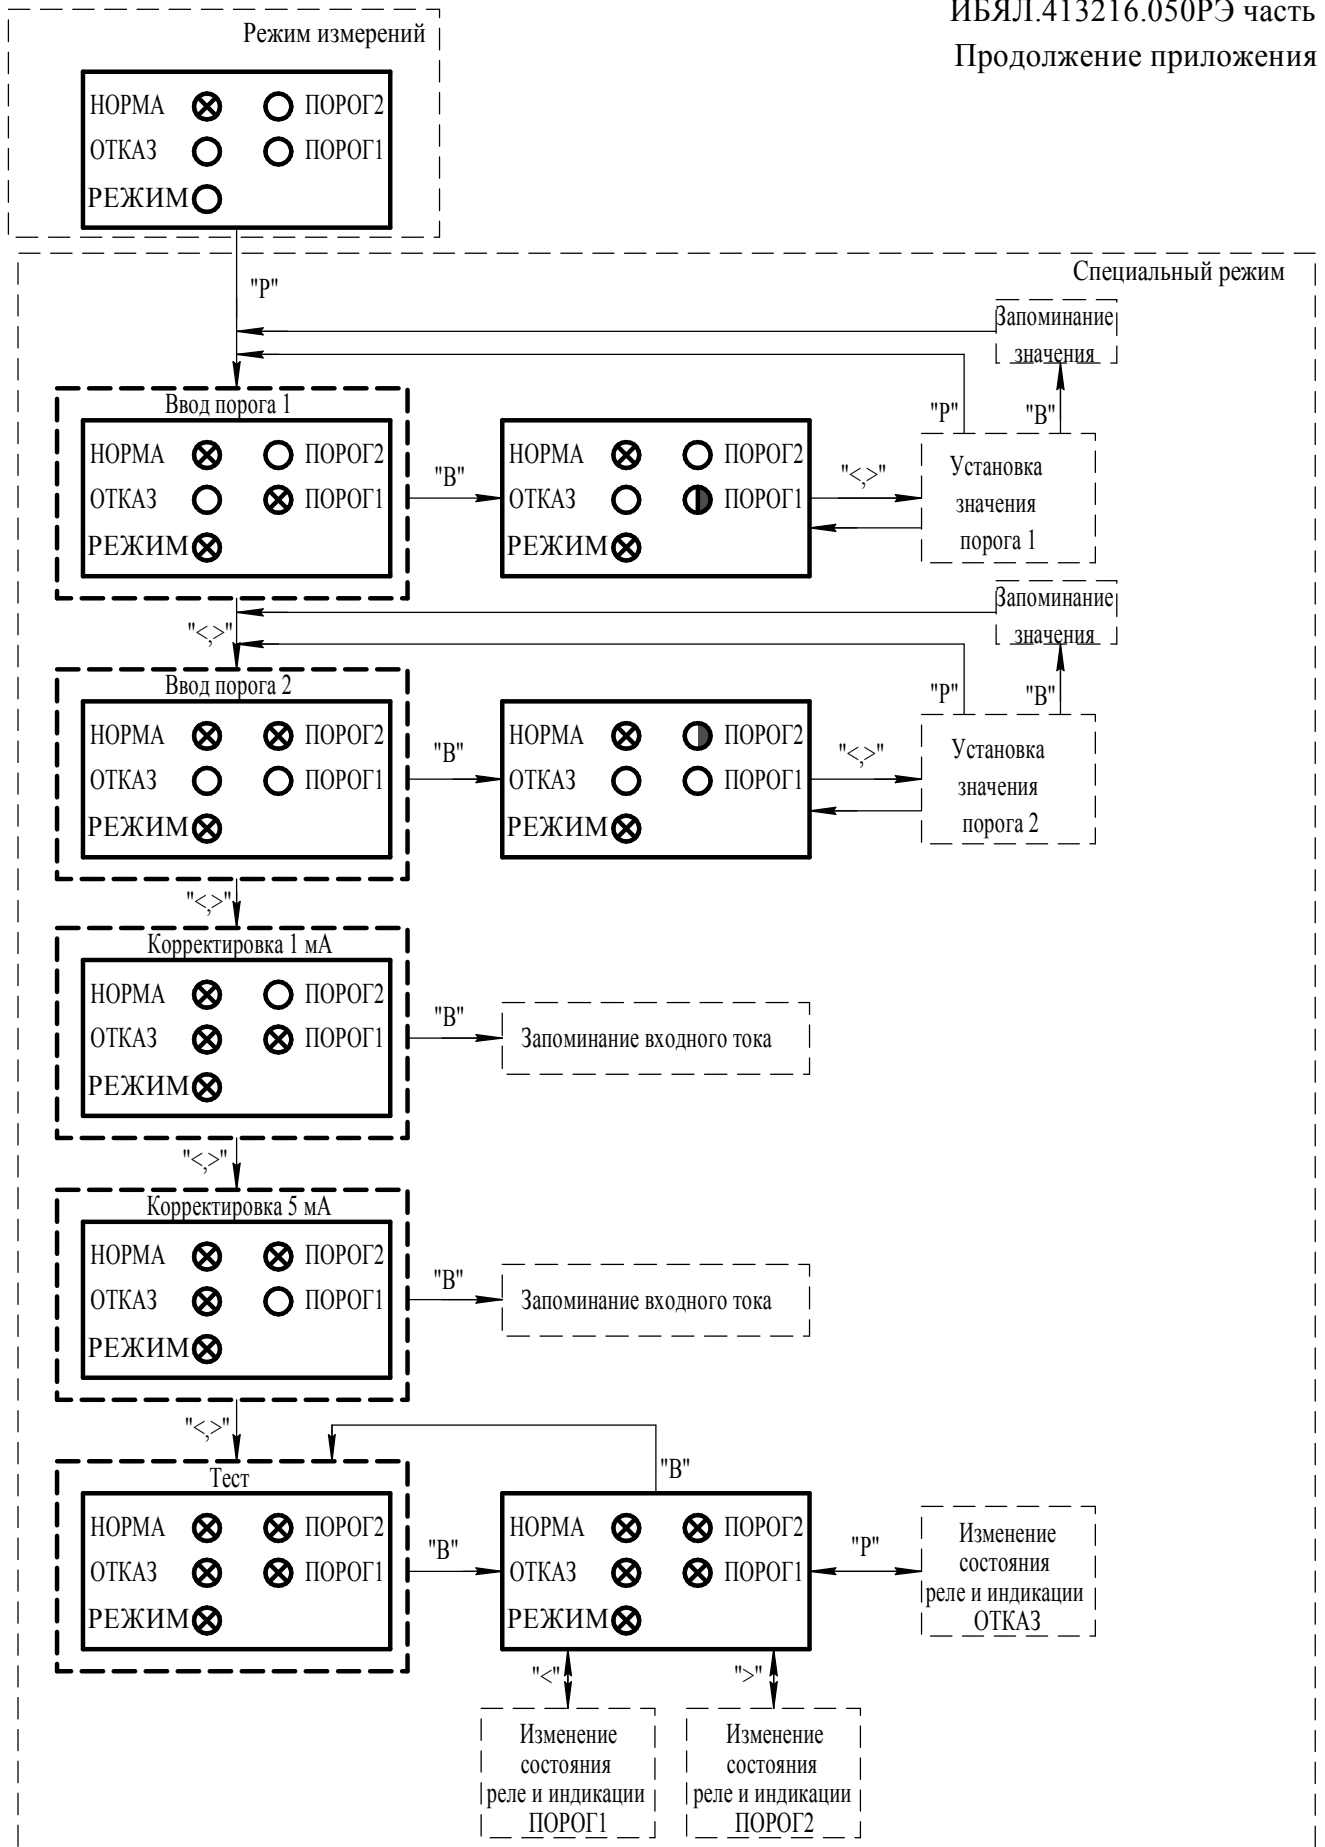 ИБЯЛ.413216.050РЭ часть
Продолжение приложения
Режим измерений
НОРМА ПОРОГ2
ОТКАЗ ПОРОГ1
РЕЖИМ
"Р"
Специальный режим
Запоминание
значения
Ввод порога 1
НОРМА ПОРОГ2
ОТКАЗ ПОРОГ1
РЕЖИМ
"В"
НОРМА ПОРОГ2
ОТКАЗ ПОРОГ1
РЕЖИМ
"<,>"
"Р"
"В"
Установка
значения
порога 1
"<,>"
Запоминание
значения
Ввод порога 2
НОРМА ПОРОГ2
ОТКАЗ ПОРОГ1
РЕЖИМ
"В"
НОРМА ПОРОГ2
ОТКАЗ ПОРОГ1
РЕЖИМ
"<,>"
"Р"
"В"
Установка
значения
порога 2
"<,>"
Корректировка 1 мА
НОРМА ПОРОГ2
ОТКАЗ ПОРОГ1
РЕЖИМ
"В"
Запоминание входного тока
"<,>"
Корректировка 5 мА
НОРМА ПОРОГ2
ОТКАЗ ПОРОГ1
РЕЖИМ
"В"
Запоминание входного тока
"<,>"
Тест
НОРМА ПОРОГ2
ОТКАЗ ПОРОГ1
РЕЖИМ
"В"
"В"
НОРМА ПОРОГ2
ОТКАЗ ПОРОГ1
РЕЖИМ
"Р"
Изменение
состояния
реле и индикации
ОТКАЗ
"<"
">"
Изменение
состояния
реле и индикации
ПОРОГ1
Изменение
состояния
реле и индикации
ПОРОГ2